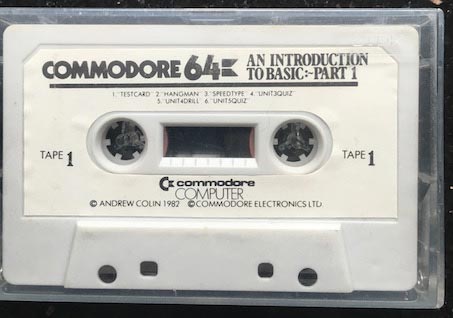 COMMODORE 64 AN INTRODUCTION
TO BASIC:-PART 1
1. "TESTCARD" 2. HANGMAN 3. SPEEDTYPE 4. "UNIT3QUIZ"
5. "UNIT4DRILL 6. "UNIT5QUIZ"
TAPE 1 TAPE 1
commodore
COMPUTER
© ANDREW COLIN 1982 © COMMODORE ELECTRONICS LTD.